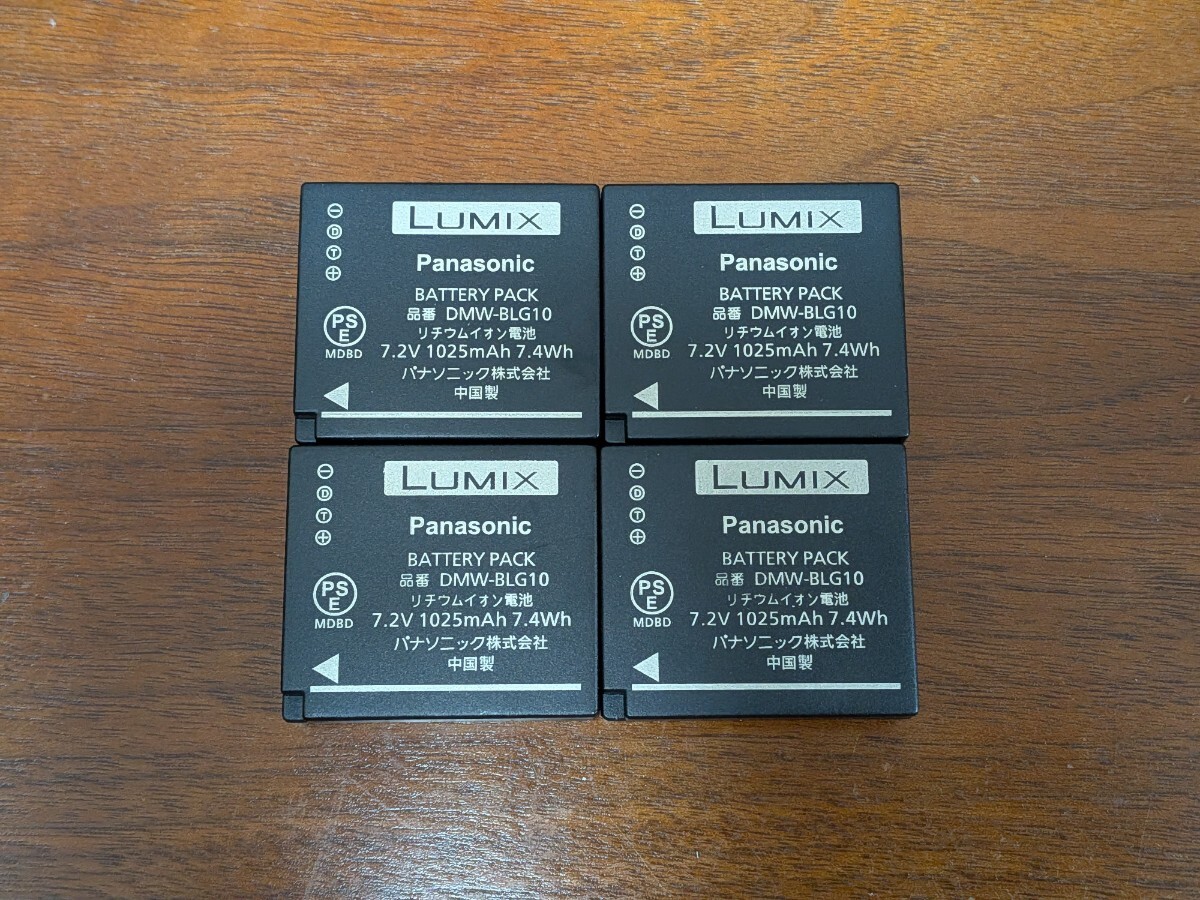 ⊖
LUMIX
Ⓓ
Ⓣ
Panasonic
⊕
BATTERY PACK
品番 DMW-BLG10
PSE
リチウムイオン電池
MDBD
7.2V 1025mAh 7.4Wh
パナソニック株式会社
中国製
⊖
LUMIX
Ⓓ
Ⓣ
Panasonic
⊕
BATTERY PACK
品番 DMW-BLG10
PSE
リチウムイオン電池
MDBD
7.2V 1025mAh 7.4Wh
パナソニック株式会社
中国製
⊖
LUMIX
Ⓓ
Ⓣ
Panasonic
⊕
BATTERY PACK
品番 DMW-BLG10
PSE
リチウムイオン電池
MDBD
7.2V 1025mAh 7.4Wh
パナソニック株式会社
中国製
⊖
LUMIX
Ⓓ
Ⓣ
Panasonic
⊕
BATTERY PACK
品番 DMW-BLG10
PSE
リチウムイオン電池
MDBD
7.2V 1025mAh 7.4Wh
パナソニック株式会社
中国製